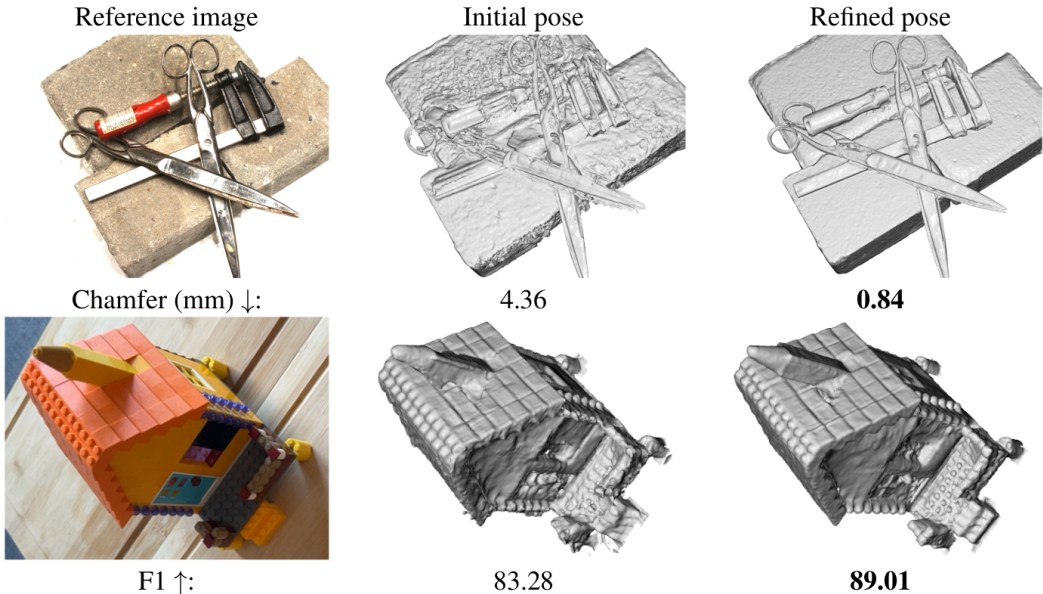 Reference image Initial pose Refined pose
Chamfer (mm) ↓: 4.36 0.84
F1 ↑: 83.28 89.01